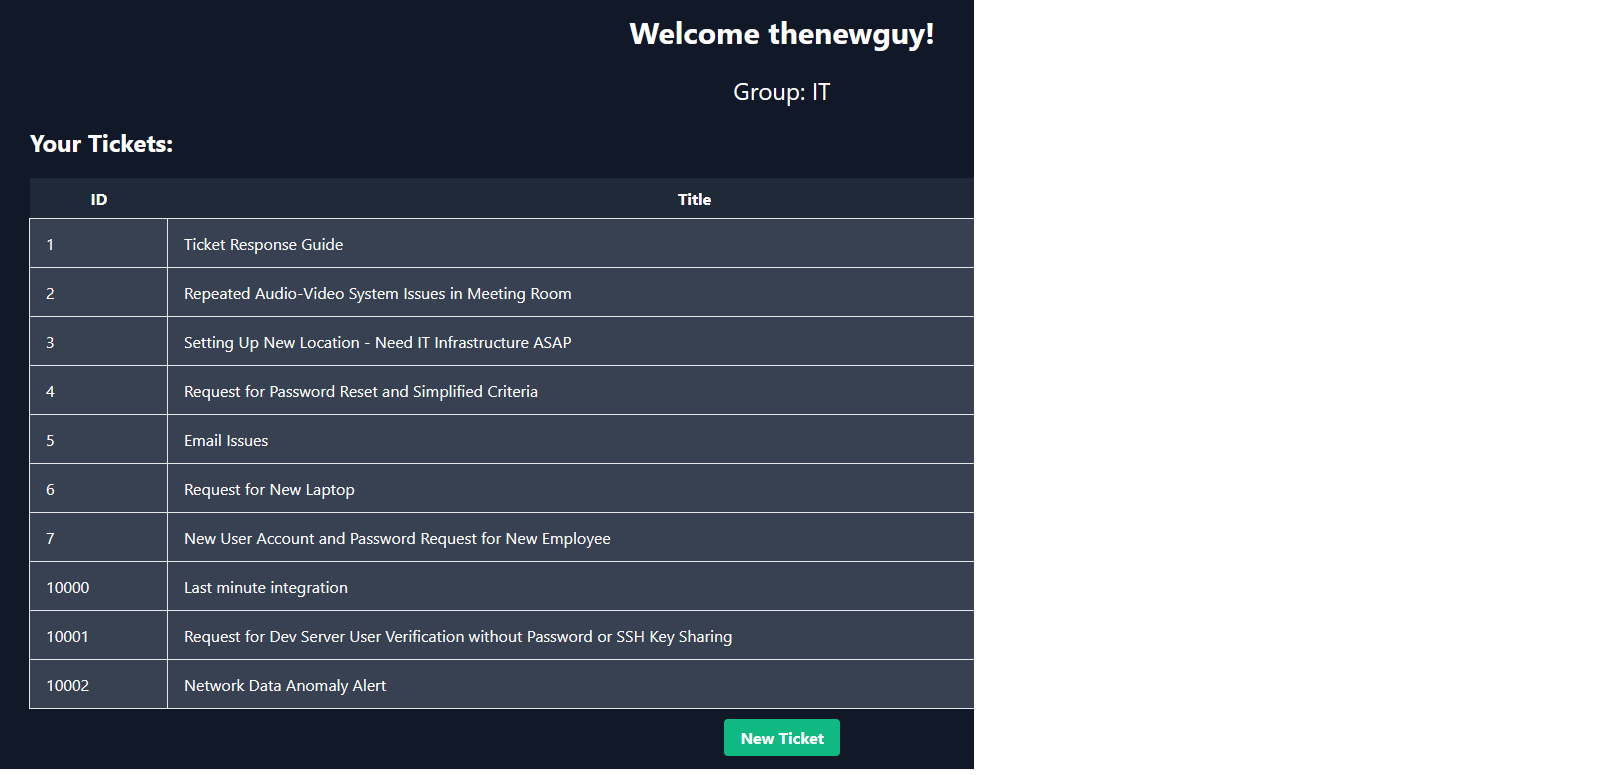 Welcome thenewguy!
Group: IT
Your Tickets:
ID Title
1 Ticket Response Guide
2 Repeated Audio-Video System Issues in Meeting Room
3 Setting Up New Location - Need IT Infrastructure ASAP
4 Request for Password Reset and Simplified Criteria
5 Email Issues
6 Request for New Laptop
7 New User Account and Password Request for New Employee
10000 Last minute integration
10001 Request for Dev Server User Verification without Password or SSH Key Sharing
10002 Network Data Anomaly Alert
New Ticket